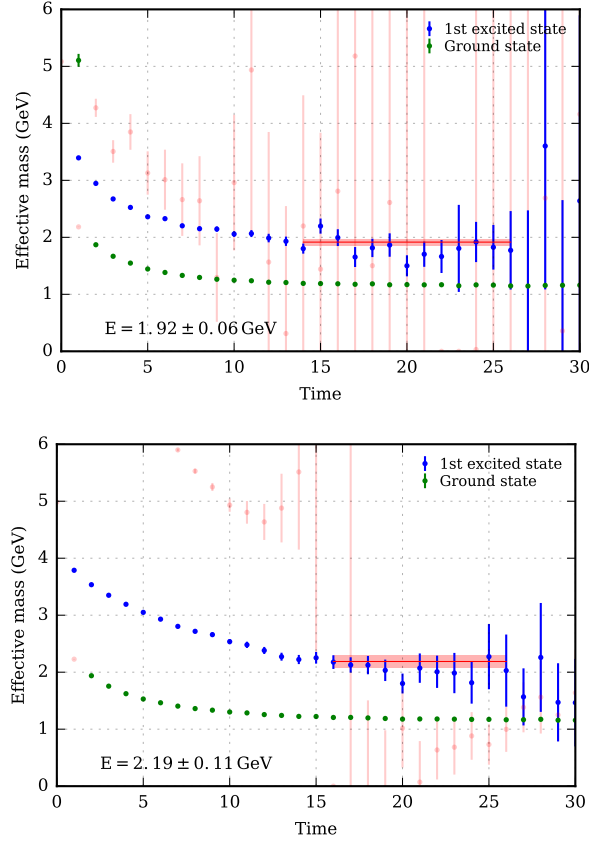 6
5
4
3
2
1
0
Effective mass (GeV)
1st excited state
Ground state
E = 1.92 ± 0.06 GeV
0 5 10 15 20 25 30
Time
6
5
4
3
2
1
0
Effective mass (GeV)
1st excited state
Ground state
E = 2.19 ± 0.11 GeV
0 5 10 15 20 25 30
Time